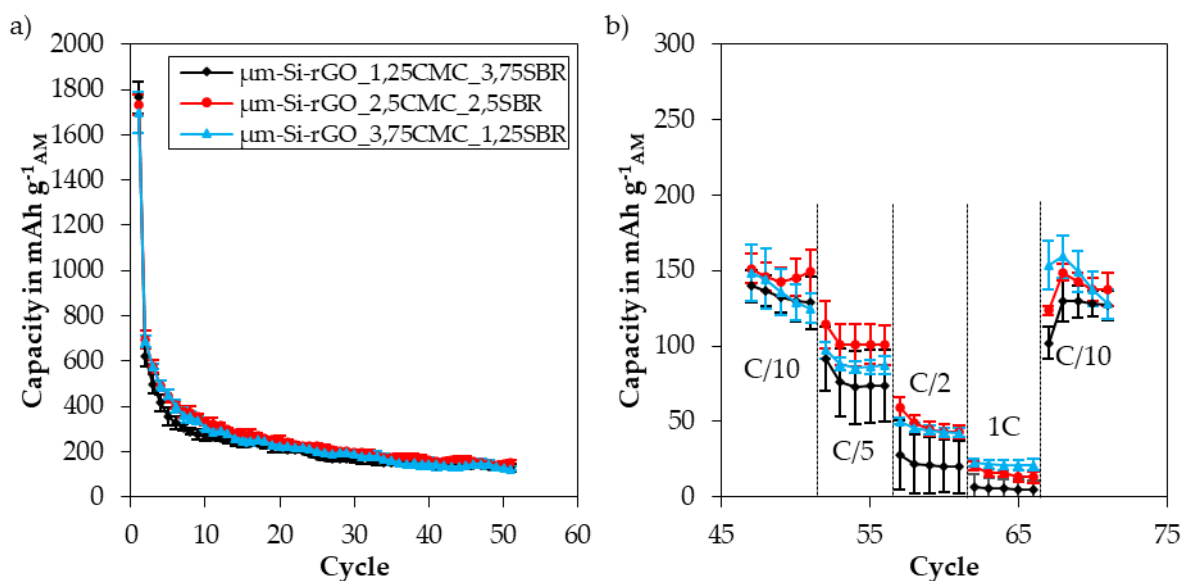 a)
Capacity in mAh g⁻¹AM
2000
1800
1600
1400
1200
1000
800
600
400
200
0
µm-Si-rGO_1,25CMC_3,75SBR
µm-Si-rGO_2,5CMC_2,5SBR
µm-Si-rGO_3,75CMC_1,25SBR
0 10 20 30 40 50 60
Cycle
b)
Capacity in mAh g⁻¹AM
300
250
200
150
100
50
0
C/10
C/5
C/2
1C
C/10
45 55 65 75
Cycle